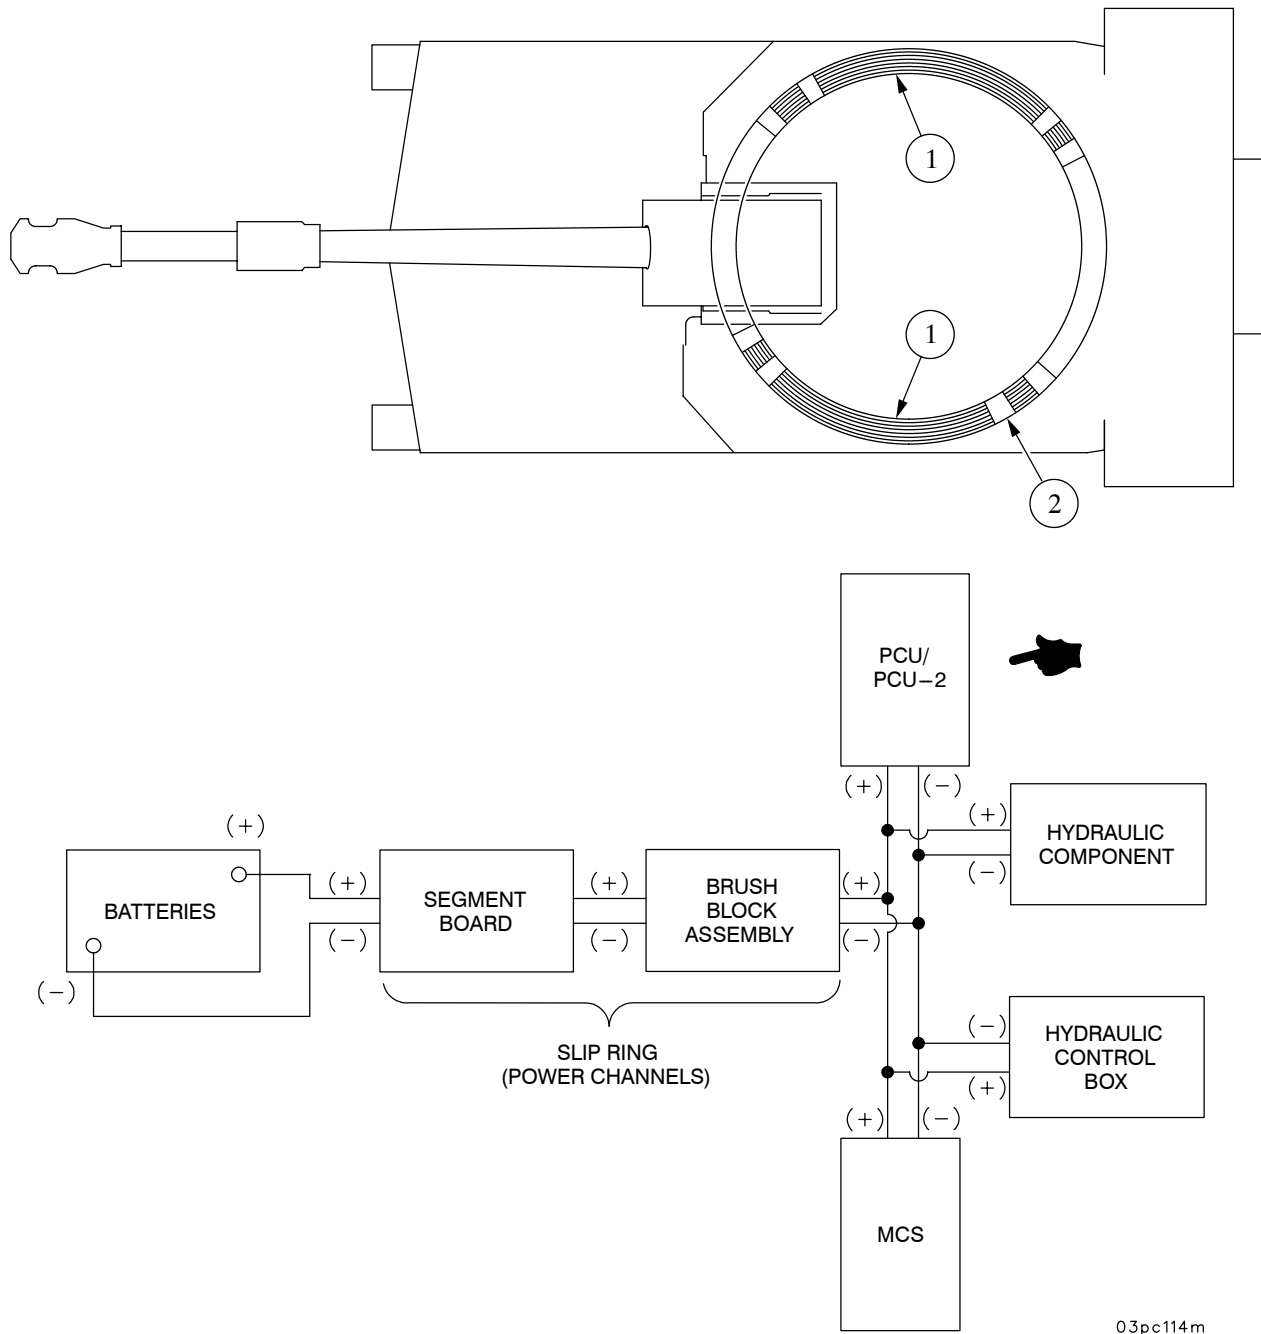 1
1
2
PCU/
PCU−2
(+)
(−)
(+)
HYDRAULIC
COMPONENT
(−)
(+)
BATTERIES
(−)
(+)
(−)
SEGMENT
BOARD
(+)
(−)
BRUSH
BLOCK
ASSEMBLY
(+)
(−)
SLIP RING
(POWER CHANNELS)
(−)
HYDRAULIC
CONTROL
BOX
(+)
(+)
(−)
MCS
03pc114m